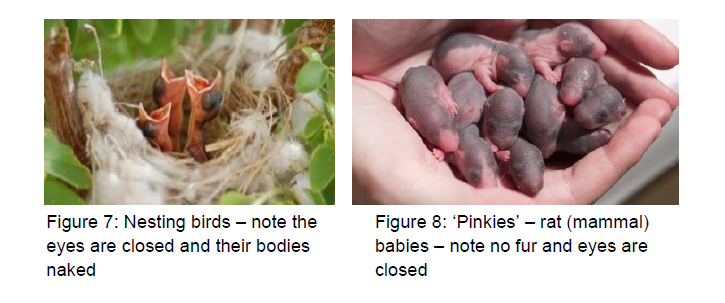 Figure 7: Nesting birds – note the
eyes are closed and their bodies
naked
Figure 8: ‘Pinkies’ – rat (mammal)
babies – note no fur and eyes are
closed